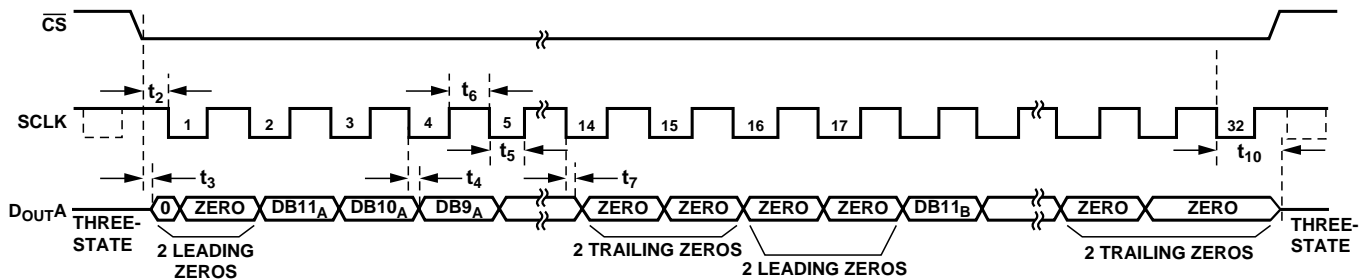 CS
t2
t6
SCLK
1 2 3 4 5 14 15 16 17 32
t5
t10
t3
t4
t7
DOUTA
0 ZERO DB11A DB10A DB9A ZERO ZERO ZERO ZERO DB11B ZERO ZERO
THREE-
STATE
2 LEADING
ZEROS
2 TRAILING ZEROS
2 LEADING ZEROS
2 TRAILING ZEROS
THREE-
STATE